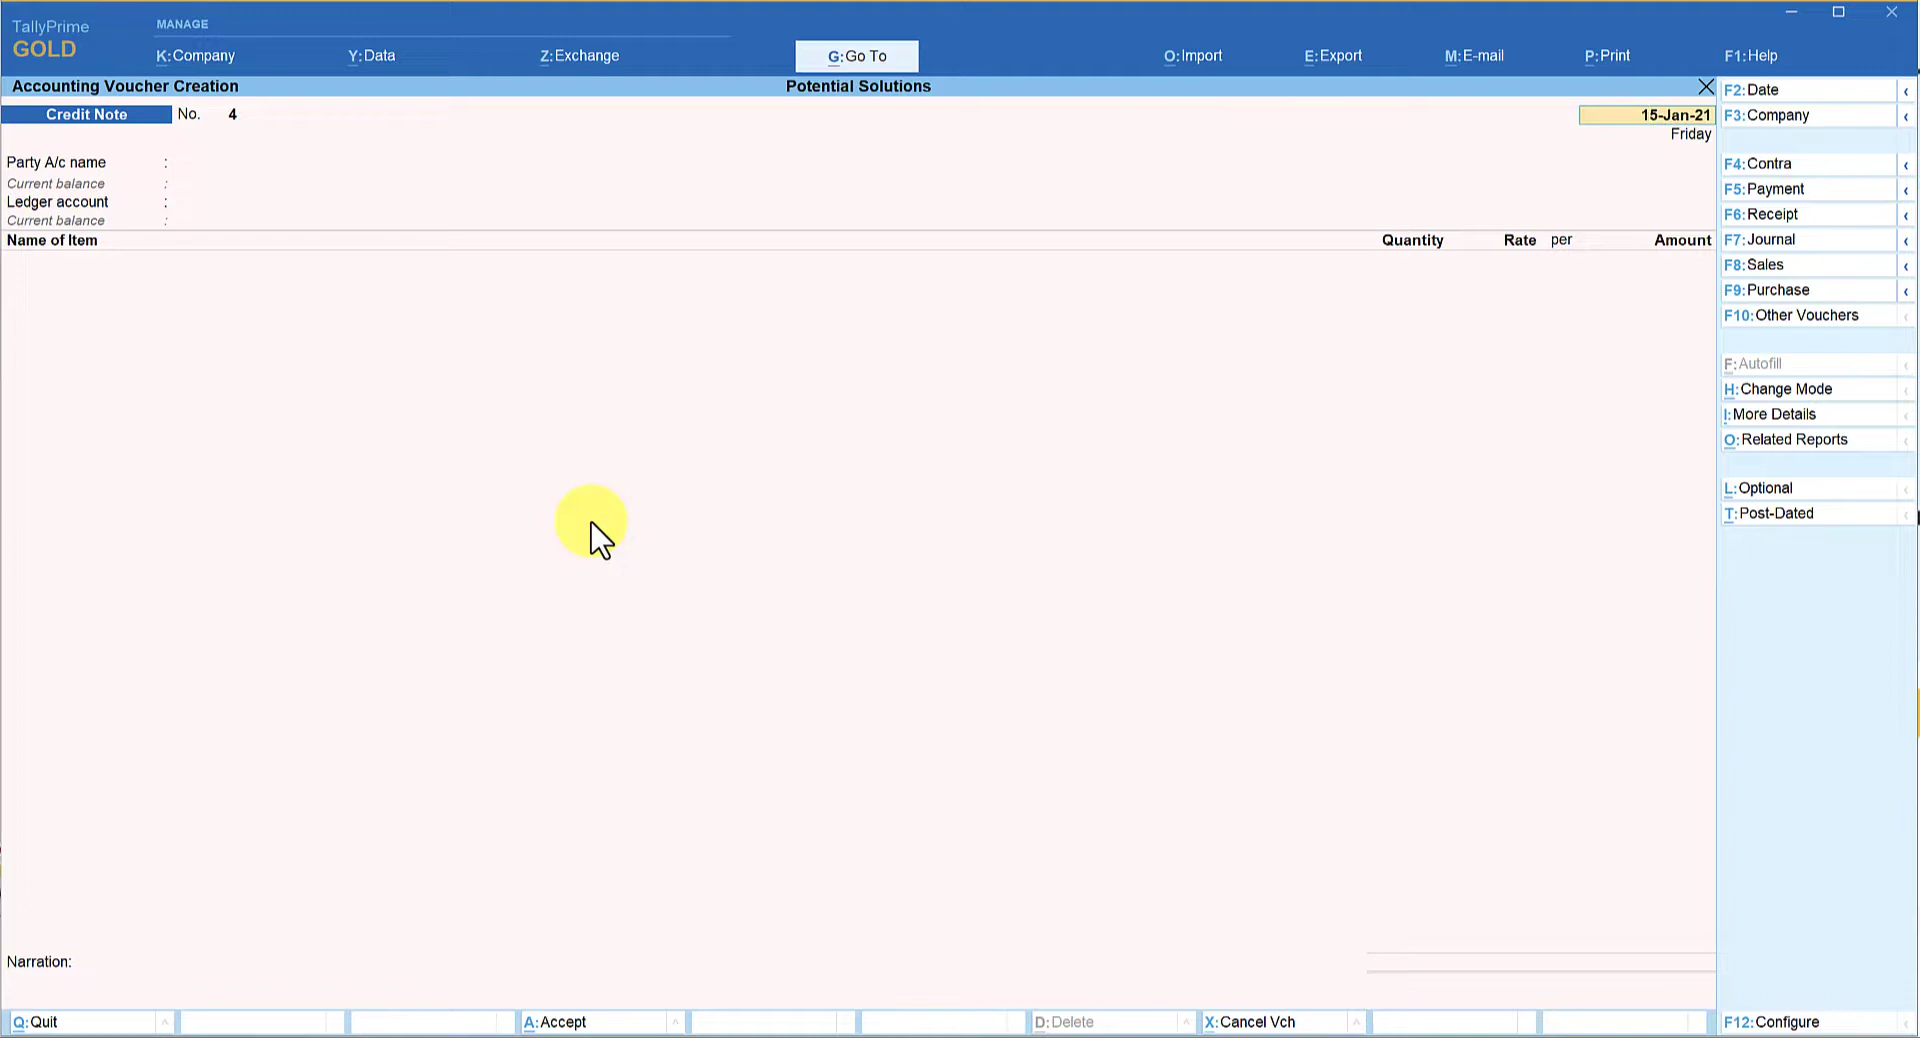 TallyPrime
GOLD
MANAGE
K:Company Y:Data Z:Exchange G:Go To O:Import E:Export M:E-mail P:Print F1:Help
Accounting Voucher Creation Potential Solutions
Credit Note No. 4 15-Jan-21
Friday
Party A/c name :
Current balance :
Ledger account :
Current balance :
Name of Item Quantity Rate per Amount
F2:Date
F3:Company
F4:Contra
F5:Payment
F6:Receipt
F7:Journal
F8:Sales
F9:Purchase
F10:Other Vouchers
F:Autofill
H:Change Mode
I:More Details
O:Related Reports
L:Optional
T:Post-Dated
Narration:
Q:Quit A:Accept D:Delete X:Cancel Vch F12:Configure